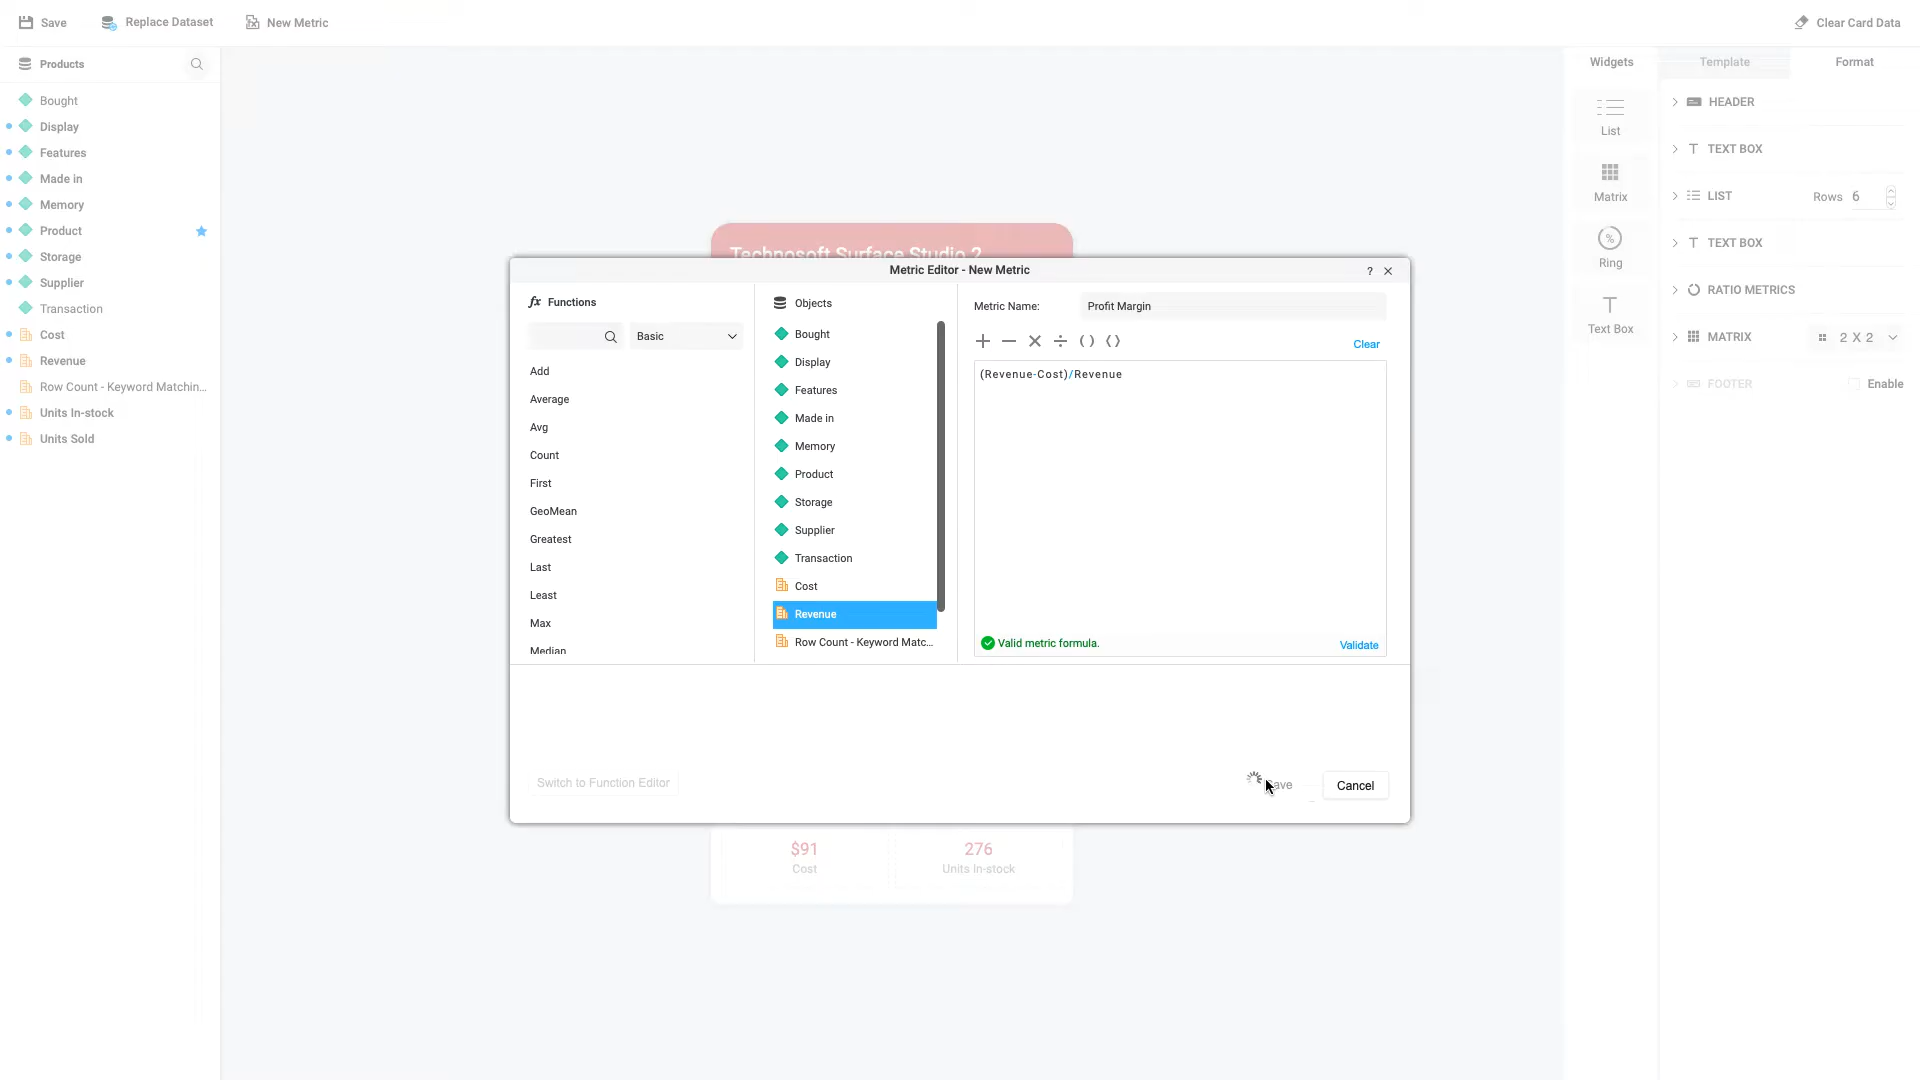 Save
Replace Dataset
New Metric
Clear Card Data
Products
Bought
Display
Features
Made in
Memory
Product
Storage
Supplier
Transaction
Cost
Revenue
Row Count - Keyword Matchin...
Units In-stock
Units Sold
Technosoft Surface Studio 2
Metric Editor - New Metric
?
fx Functions
Basic
Add
Average
Avg
Count
First
GeoMean
Greatest
Last
Least
Max
Median
Objects
Bought
Display
Features
Made in
Memory
Product
Storage
Supplier
Transaction
Cost
Revenue
Row Count - Keyword Matc...
Metric Name:
Profit Margin
Clear
(Revenue-Cost)/Revenue
Valid metric formula.
Validate
Switch to Function Editor
Cancel
$91
Cost
276
Units In-stock
Widgets
List
Matrix
%
Ring
T
Text Box
Template
Format
HEADER
T TEXT BOX
LIST
Rows 6
T TEXT BOX
RATIO METRICS
MATRIX
2 X 2
FOOTER
Enable